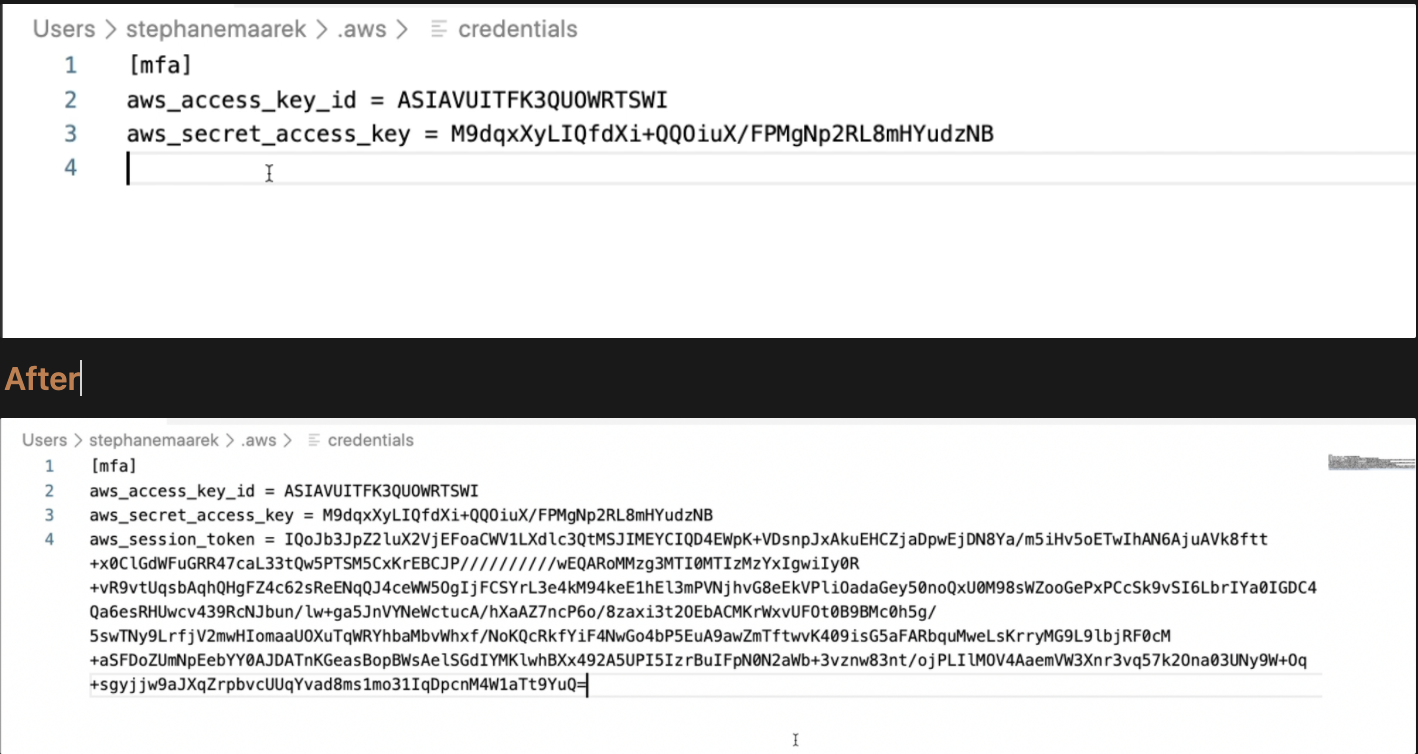 Users > stephanemaarek > .aws > credentials
1 [mfa]
2 aws_access_key_id = ASIAVUITFK3QUOWRTSWI
3 aws_secret_access_key = M9dqxXyLIQfdXi+QQOiuX/FPMgNp2RL8mHYudzNB
4
After
Users > stephanemaarek > .aws > credentials
1 [mfa]
2 aws_access_key_id = ASIAVUITFK3QUOWRTSWI
3 aws_secret_access_key = M9dqxXyLIQfdXi+QQOiuX/FPMgNp2RL8mHYudzNB
4 aws_session_token = IQoJb3JpZ2luX2VjEFoaCWV1LXdlc3QtMSJIMEYCIQD4EWpK+VDsnpJxAkuEHCZjaDpwEjDN8Ya/m5iHv5oETwIhAN6AjuAVk8ftt
+x0ClGdWFuGRR47caL33tQw5PTSM5CxKrEBCJP//////////wEQARoMMzg3MTI0MTIzMzYxIgwiIy0R
+vR9vtUqsbAqhQHgFZ4c62sReENqQJ4ceWW5OgIjFCSYrL3e4kM94keE1hEl3mPVNjhvG8eEkVPliOadaGey50noQxU0M98sWZooGePxPCcSk9vSI6LbrIYa0IGDC4
Qa6esRHUwcv439RcNJbun/lw+ga5JnVYNeWctucA/hXaAZ7ncP6o/8zaxi3t2OEbACMKrWxvUFOt0B9BMc0h5g/
5swTNy9LrfjV2mwHIomaaUOXuTqWRYhbaMbvWhxf/NoKQcRkfYiF4NwGo4bP5EuA9awZmTftwvK409isG5aFARbquMweLsKrryMG9L9lbjRF0cM
+aSFDoZUmNpEebYY0AJDATnKGeasBopBWsAelSGdIYMKlwhBXx492A5UPI5IzrBuIFpN0N2aWb+3vznw83nt/ojPLIlMOV4AaemVW3Xnr3vq57k2Ona03UNy9W+Oq
+sgyjjw9aJXqZrpbvcUUqYvad8ms1mo31IqDpcnM4W1aTt9YuQ=